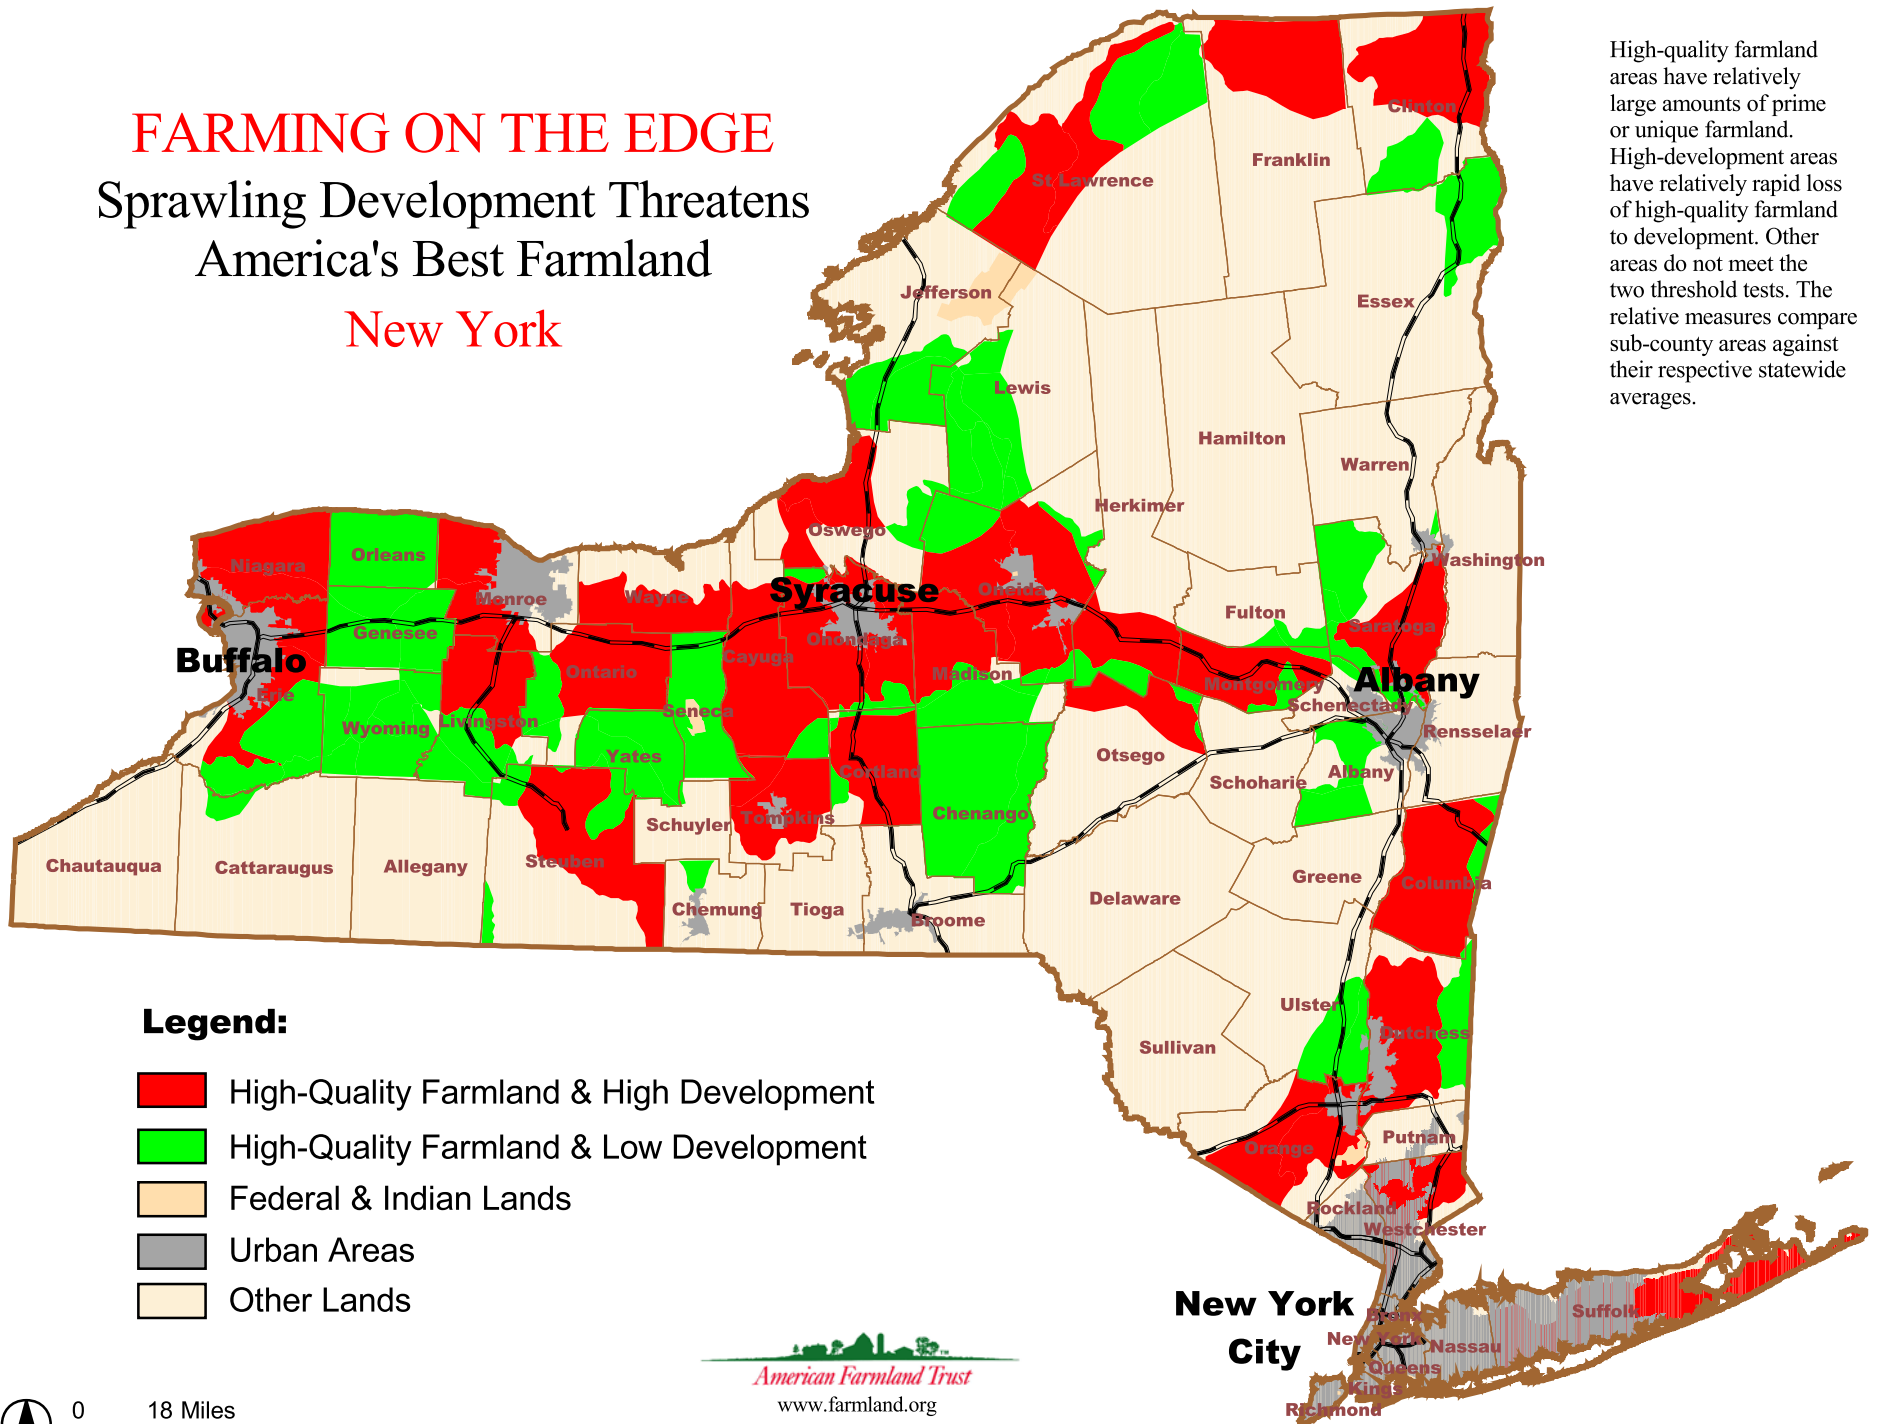 FARMING ON THE EDGE
Sprawling Development Threatens
America's Best Farmland
New York
High-quality farmland
areas have relatively
large amounts of prime
or unique farmland.
High-development areas
have relatively rapid loss
of high-quality farmland
to development. Other
areas do not meet the
two threshold tests. The
relative measures compare
sub-county areas against
their respective statewide
averages.
Clinton
Franklin
St Lawrence
Jefferson
Essex
Lewis
Hamilton
Warren
Herkimer
Oswego
Washington
Orleans
Niagara
Syracuse
Oneida
Monroe
Wayne
Fulton
Saratoga
Genesee
Onondaga
Buffalo
Cayuga
Ontario
Madison
Albany
Montgomery
Erie
Seneca
Schenectady
Livingston
Wyoming
Rensselaer
Yates
Otsego
Cortland
Albany
Schoharie
Chenango
Tompkins
Schuyler
Steuben
Chautauqua
Cattaraugus
Allegany
Greene
Columbia
Delaware
Chemung
Tioga
Broome
Ulster
Dutchess
Sullivan
Putnam
Orange
Rockland
Westchester
New York
City
Bronx
Suffolk
New York
Nassau
Queens
Kings
Richmond
Legend:
High-Quality Farmland & High Development
High-Quality Farmland & Low Development
Federal & Indian Lands
Urban Areas
Other Lands
TM
American Farmland Trust
www.farmland.org
0 18 Miles